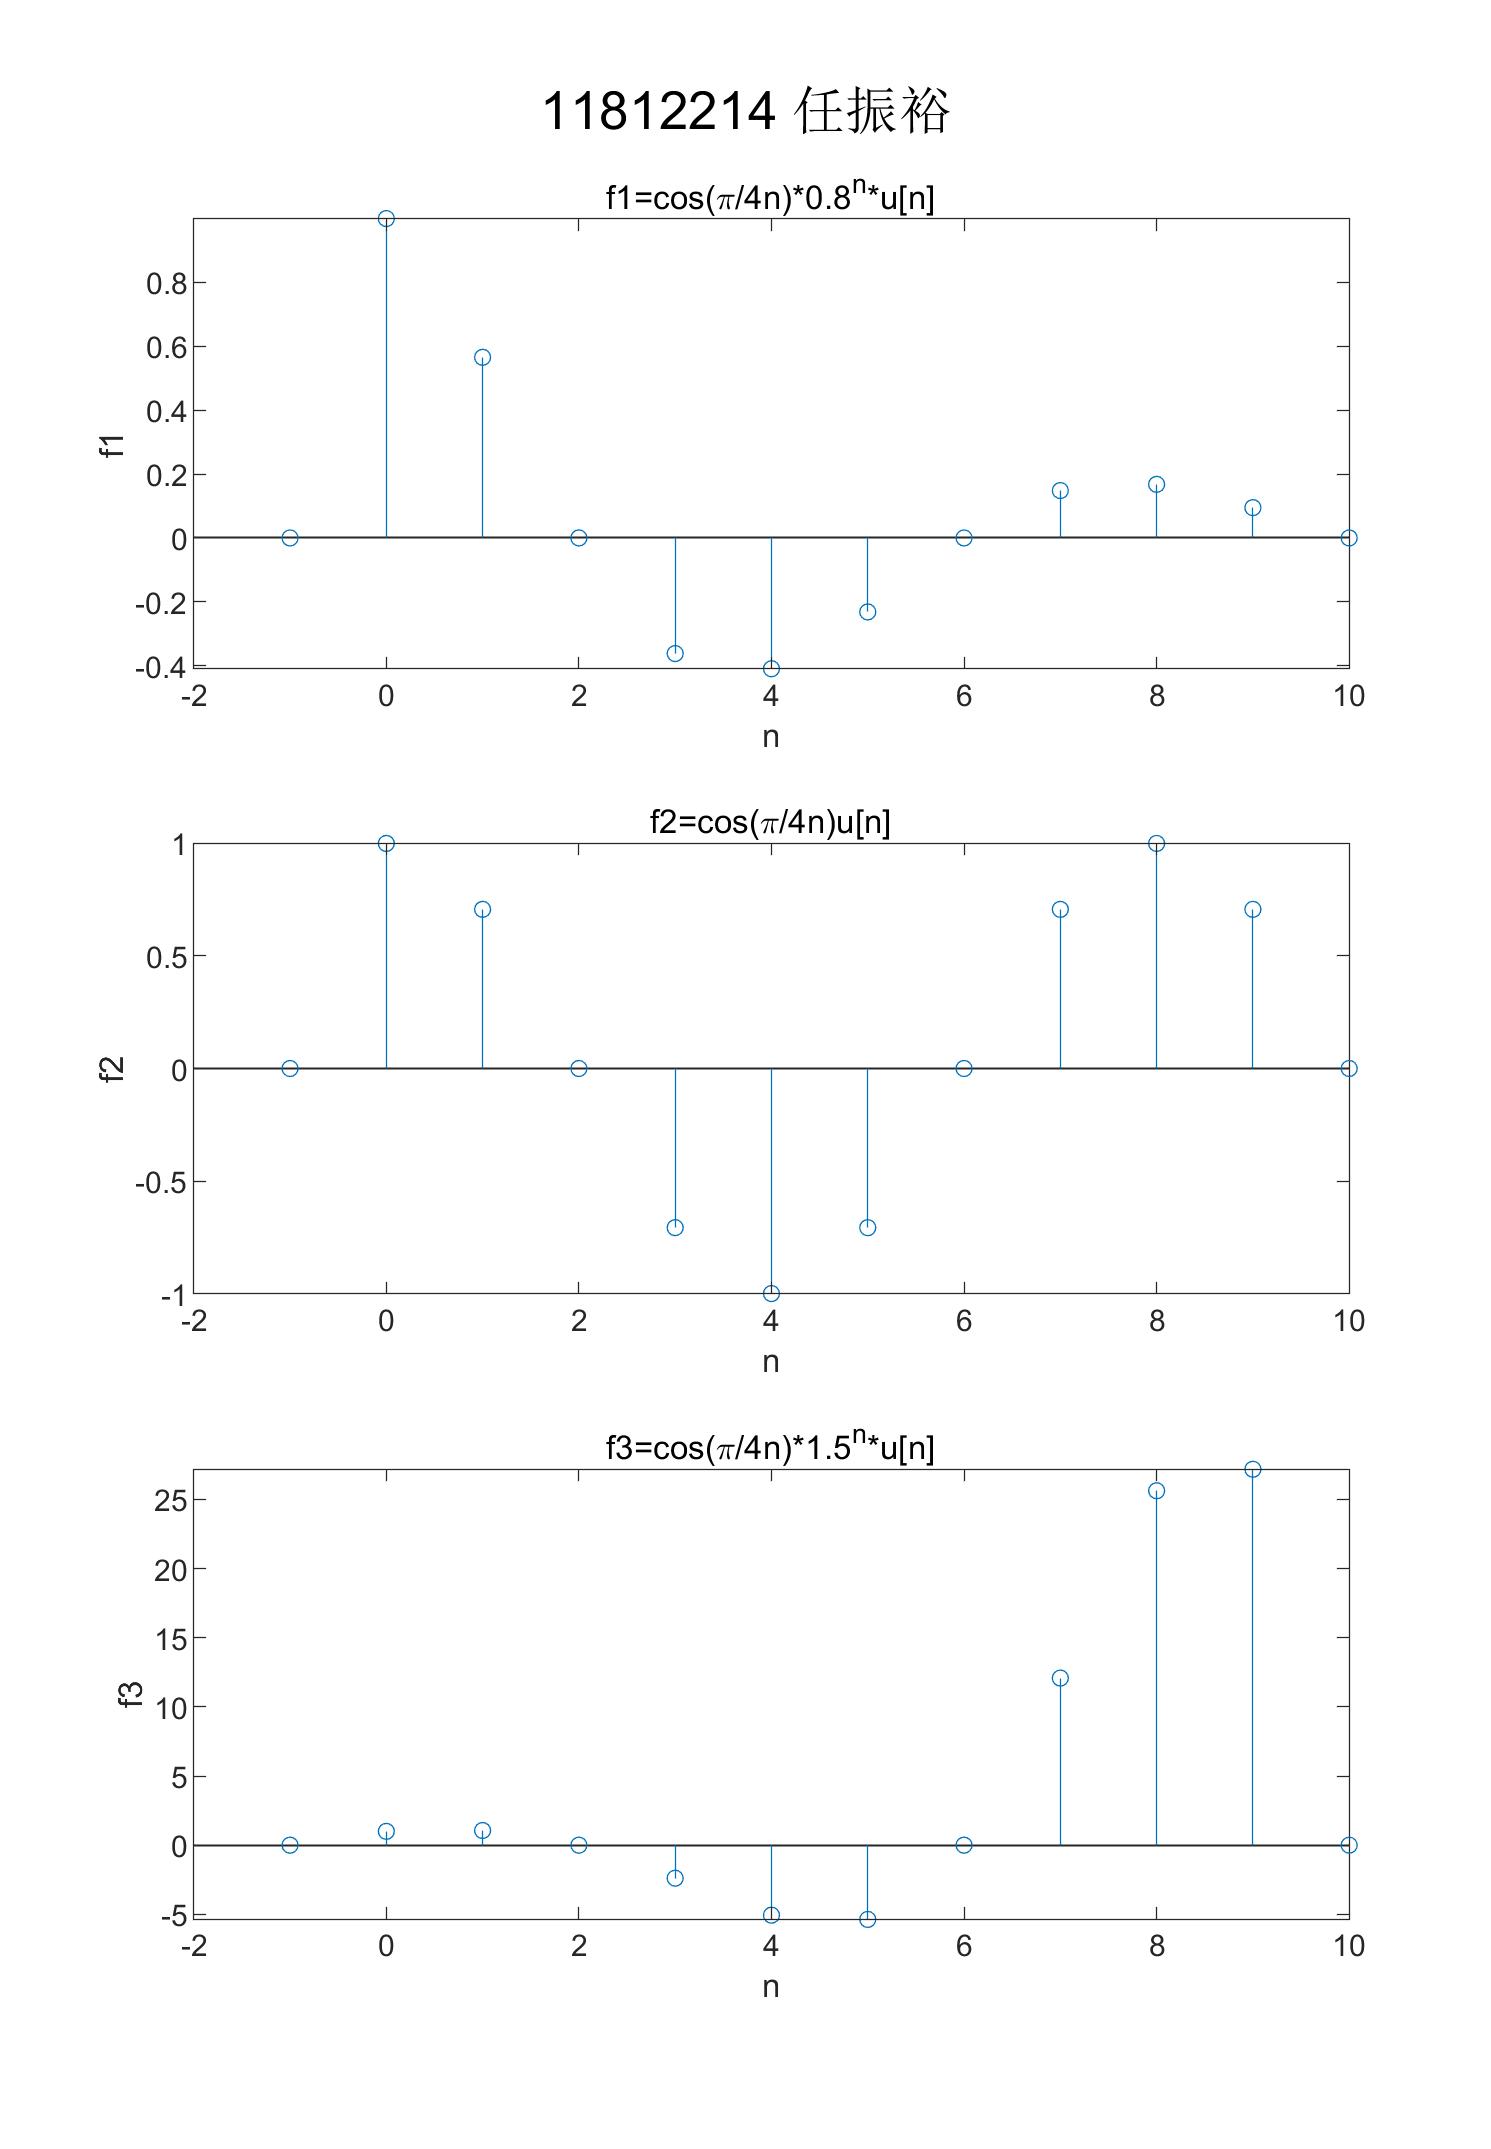 11812214 任振裕
f1=cos(π/4n)*0.8^n*u[n]
0.8
0.6
0.4
0.2
0
-0.2
-0.4
f1
-2 0 2 4 6 8 10
n
f2=cos(π/4n)u[n]
1
0.5
0
-0.5
-1
f2
-2 0 2 4 6 8 10
n
f3=cos(π/4n)*1.5^n*u[n]
25
20
15
10
5
0
-5
f3
-2 0 2 4 6 8 10
n